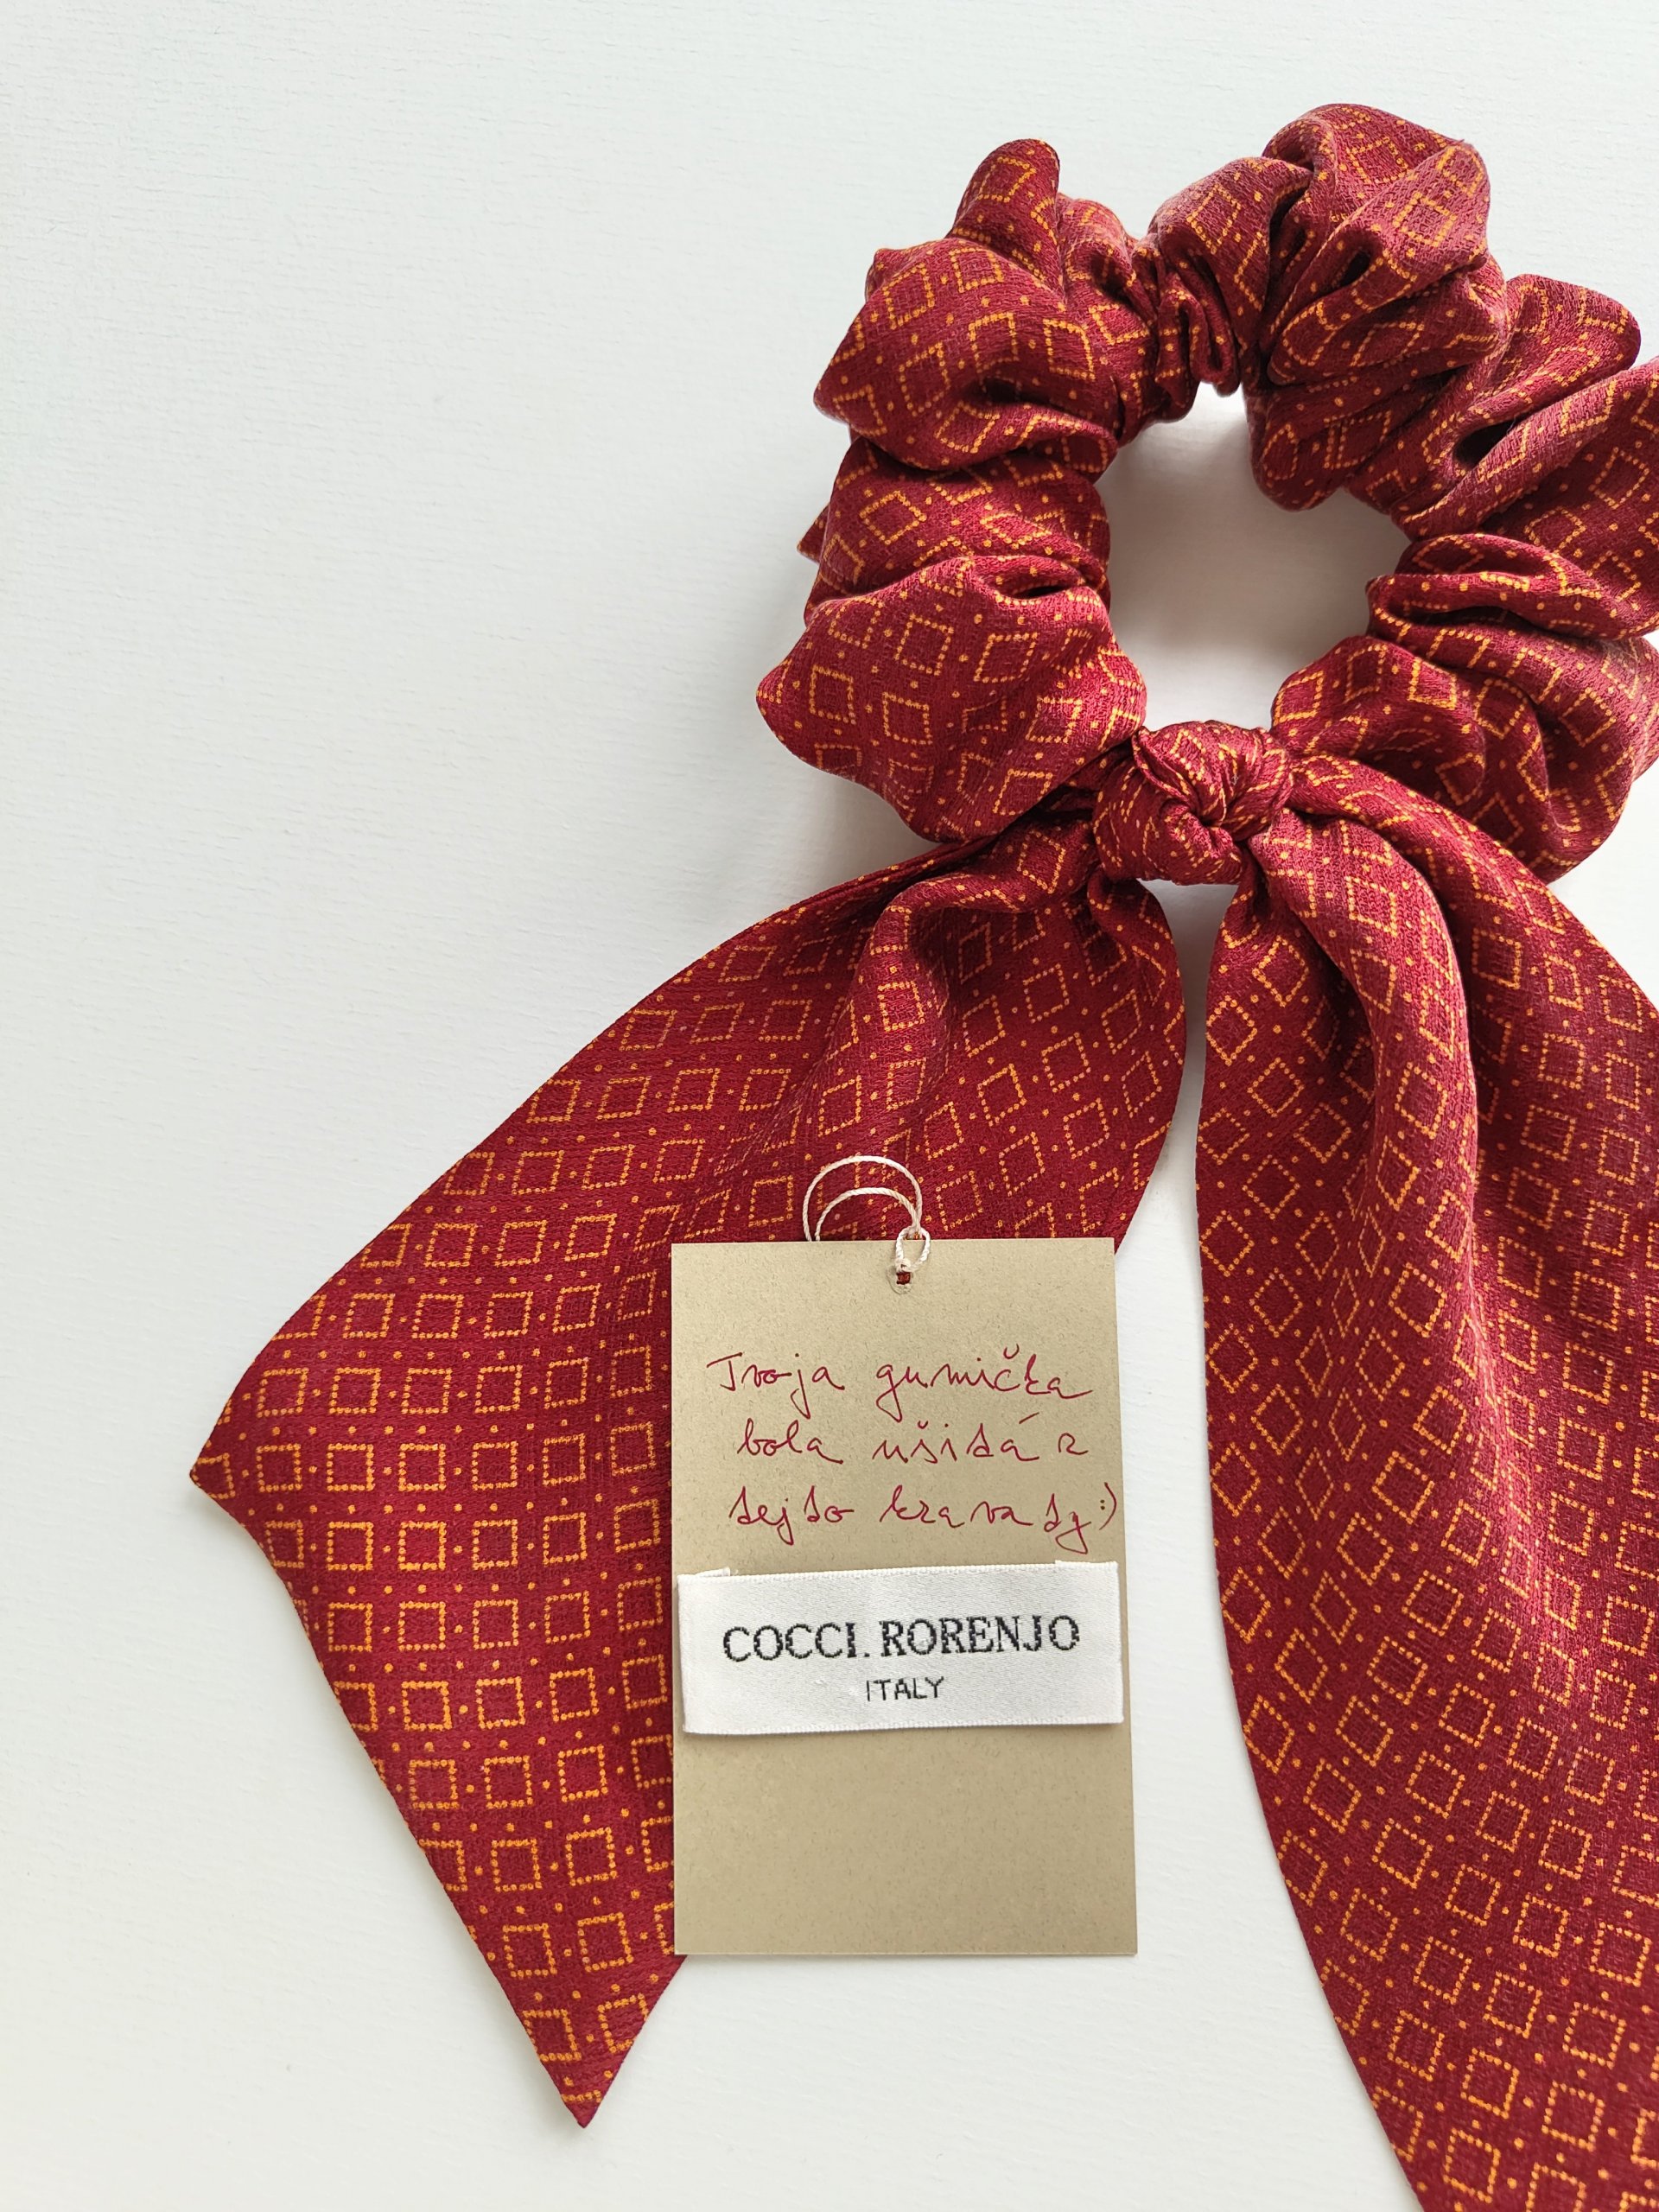 Tvoja gumička
bola ušitá z
tejto kravaty :)
COCCI. RORENJO
ITALY